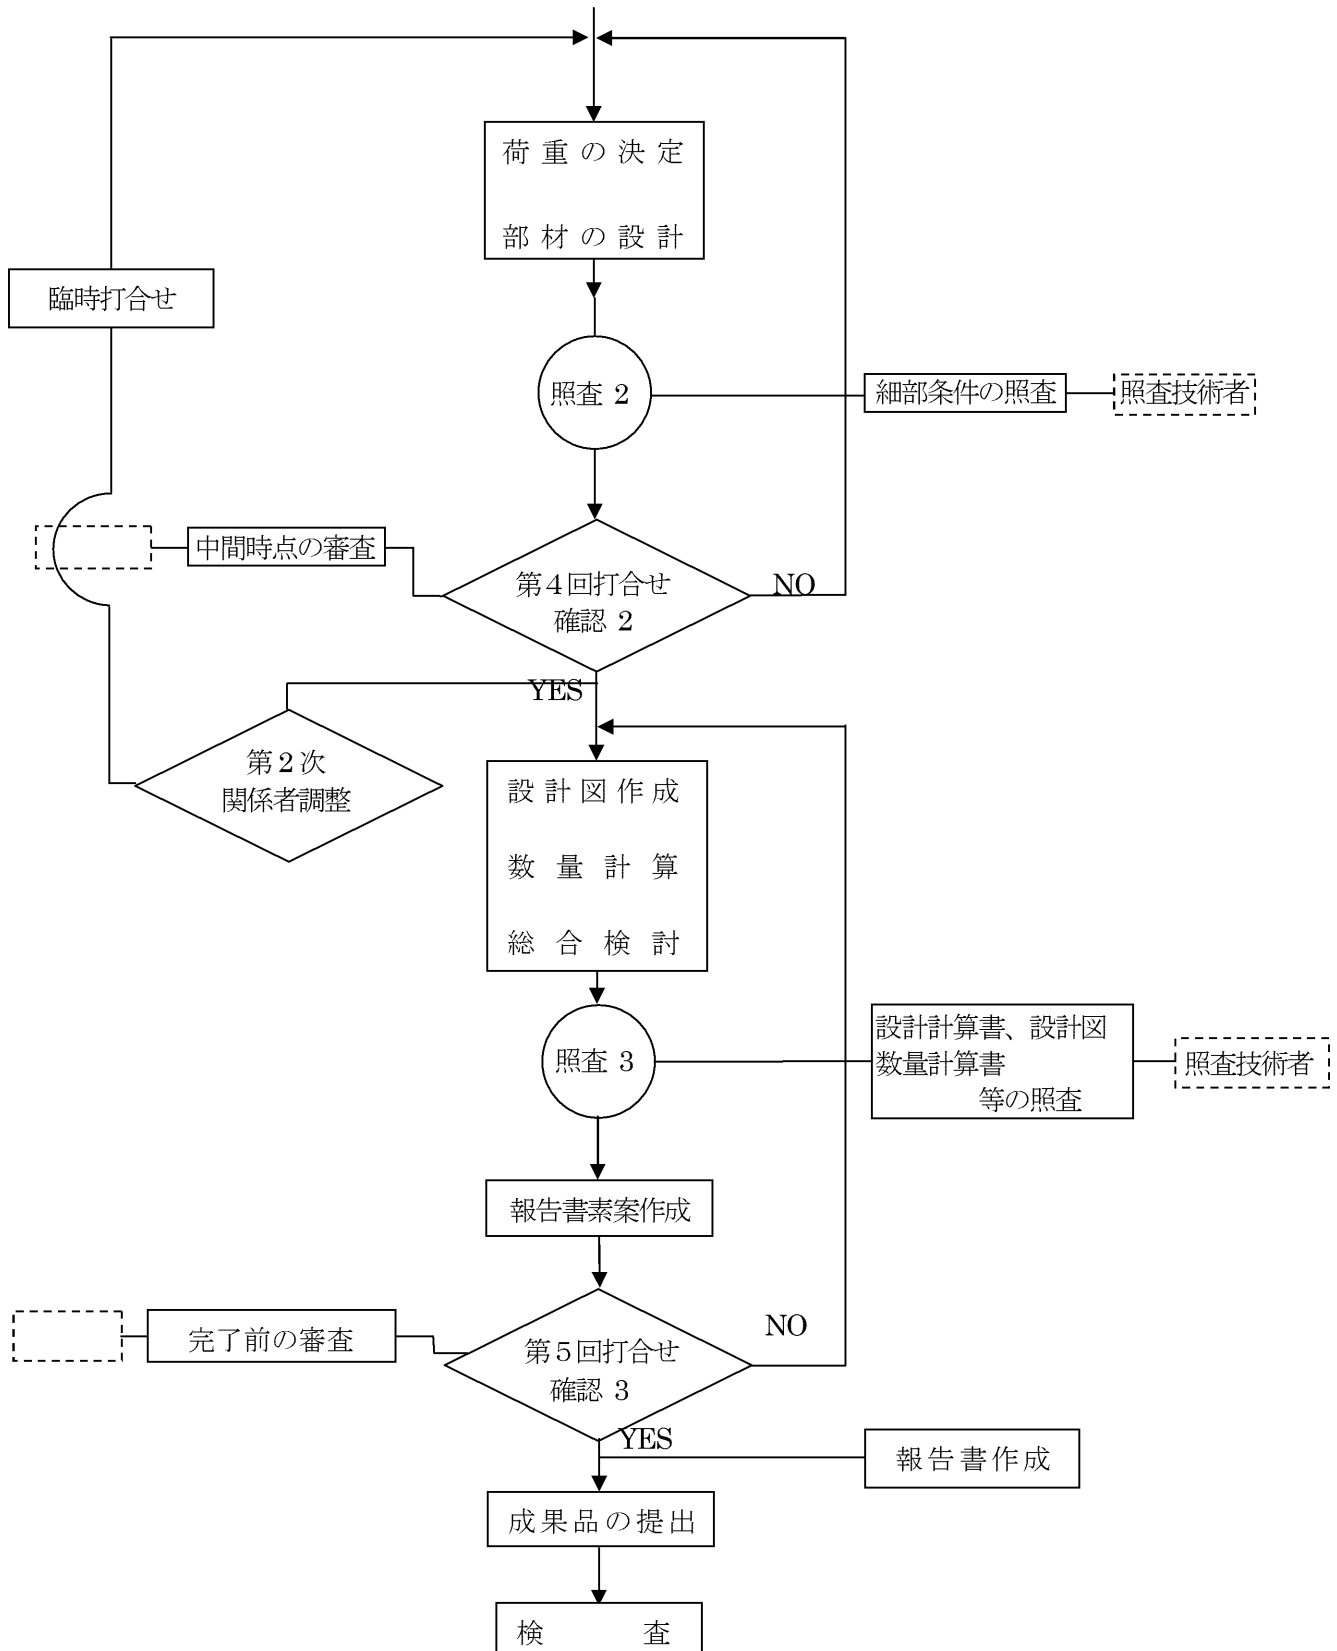 荷重の決定
部材の設計
臨時打合せ
照査 2
細部条件の照査
照査技術者
中間時点の審査
第4回打合せ
確認 2
NO
YES
第2次
関係者調整
設計図作成
数量計算
総合検討
照査 3
設計計算書、設計図
数量計算書
等の照査
照査技術者
報告書素案作成
完了前の審査
第5回打合せ
確認 3
NO
YES
報告書作成
成果品の提出
検査